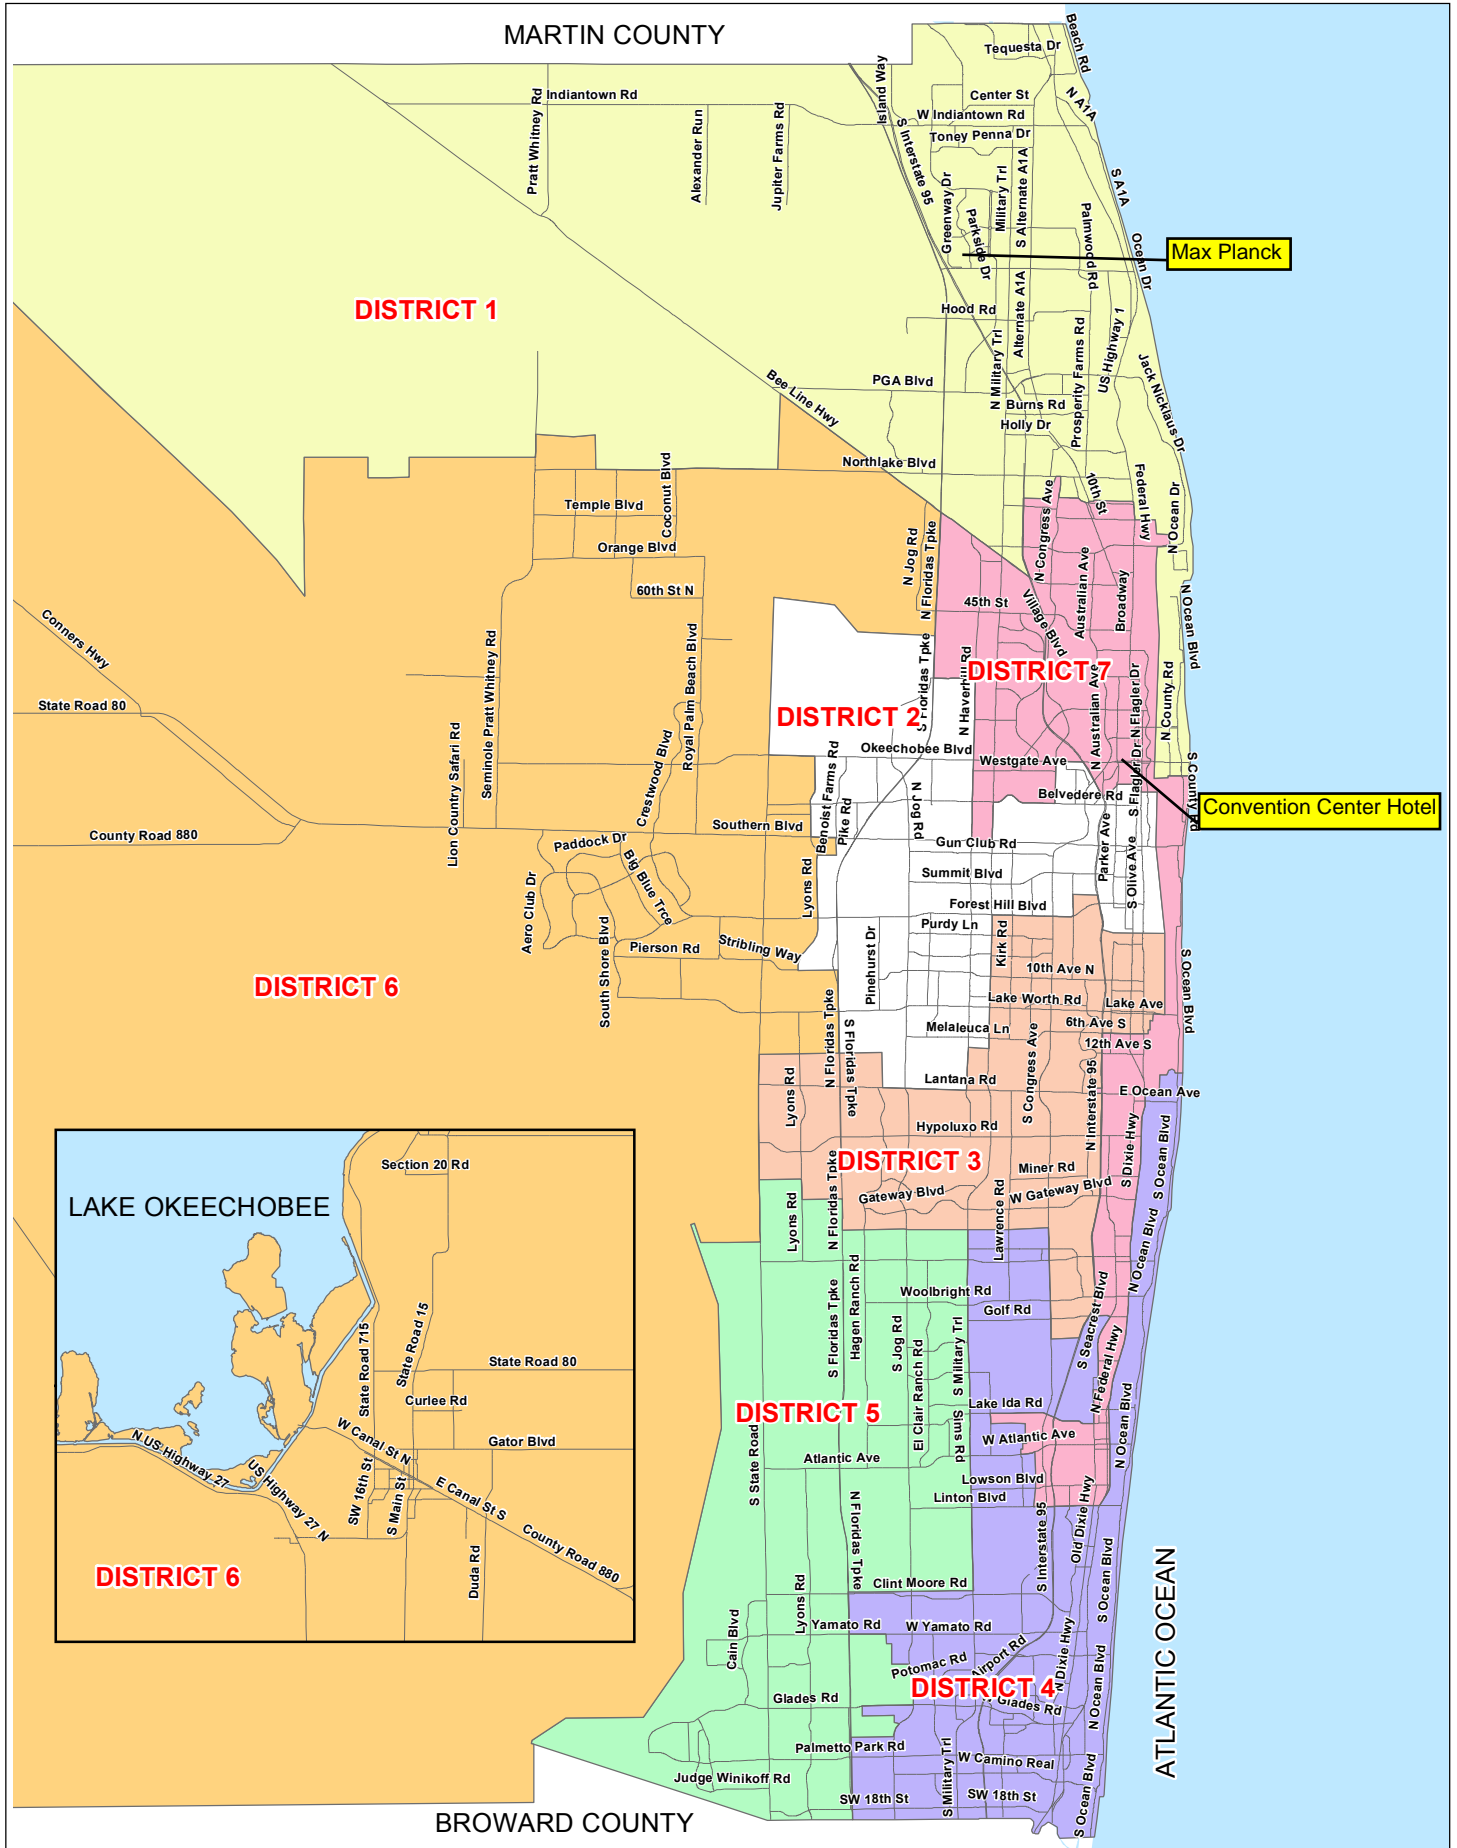 MARTIN COUNTY
Beach Rd
Tequesta Dr
Island Way
Pratt Whitney Rd
Indiantown Rd
Center St
N A1A
Alexander Run
Jupiter Farms Rd
W Indiantown Rd
S Interstate 95
Toney Penna Dr
Military Trl
S Alternate A1A
S A1A
Greenway Dr
Parkside Dr
Palmwood Rd
Ocean Dr
Max Planck
DISTRICT 1
Hood Rd
Alternate A1A
US Highway 1
N Military Trl
Prosperity Farms Rd
Jack Nicklaus Dr
PGA Blvd
Bee Line Hwy
Burns Rd
Holly Dr
Northlake Blvd
Coconut Blvd
10th St
Federal Hwy
N Ocean Dr
Temple Blvd
N Congress Ave
Orange Blvd
N Jog Rd
N Floridas Tpke
60th St N
45th St
Village Blvd
Australian Ave
Broadway
N Ocean Blvd
Conners Hwy
Seminole Pratt Whitney Rd
Royal Palm Beach Blvd
S Floridas Tpke
N Haverhill Rd
DISTRICT 7
State Road 80
DISTRICT 2
N Australian Ave
N Flagler Dr
N County Rd
Lion Country Safari Rd
Crestwood Blvd
Okeechobee Blvd
Westgate Ave
S County Rd
Benoist Farms Rd
Pike Rd
N Jog Rd
Belvedere Rd
S Flagler Dr
Convention Center Hotel
County Road 880
Southern Blvd
Paddock Dr
Gun Club Rd
Parker Ave
S Olive Ave
Big Blue Trce
Summit Blvd
Aero Club Dr
Lyons Rd
Forest Hill Blvd
South Shore Blvd
Pierson Rd
Stribling Way
Pinehurst Dr
Purdy Ln
Kirk Rd
10th Ave N
S Ocean Blvd
DISTRICT 6
N Floridas Tpke
S Floridas Tpke
Lake Worth Rd
Lake Ave
6th Ave S
Melaleuca Ln
12th Ave S
S Congress Ave
N Interstate 95
Lantana Rd
E Ocean Ave
Lyons Rd
Hypoluxo Rd
S Dixie Hwy
S Ocean Blvd
DISTRICT 3
Miner Rd
N Floridas Tpke
Gateway Blvd
Lawrence Rd
W Gateway Blvd
Section 20 Rd
LAKE OKEECHOBEE
Lyons Rd
N Ocean Blvd
Hagen Ranch Rd
S Floridas Tpke
Woolbright Rd
Golf Rd
S Jog Rd
El Clair Ranch Rd
S Military Trl
S Seacrest Blvd
State Road 715
State Road 15
State Road 80
N Federal Hwy
Curlee Rd
DISTRICT 5
Lake Ida Rd
N Ocean Blvd
W Canal St N
Gator Blvd
S State Road
Sims Rd
W Atlantic Ave
Atlantic Ave
N US Highway 27
US Highway 27 N
SW 16th St
S Main St
E Canal St S
Lowson Blvd
Linton Blvd
N Floridas Tpke
S Interstate 95
Old Dixie Hwy
County Road 880
Duda Rd
DISTRICT 6
Clint Moore Rd
S Ocean Blvd
ATLANTIC OCEAN
Lyons Rd
Cain Blvd
Yamato Rd
W Yamato Rd
Potomac Rd
Airport Rd
N Dixie Hwy
N Ocean Blvd
DISTRICT 4
Glades Rd
W Glades Rd
Palmetto Park Rd
S Military Trl
W Camino Real
Judge Winikoff Rd
SW 18th St
SW 18th St
S Ocean Blvd
BROWARD COUNTY